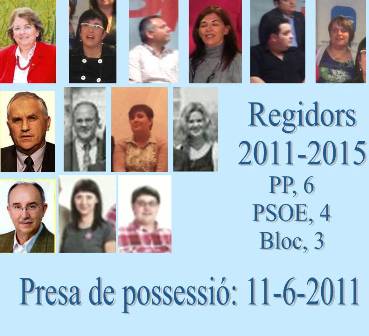 Regidors
2011-2015
PP, 6
PSOE, 4
Bloc, 3
Presa de possessió: 11-6-2011